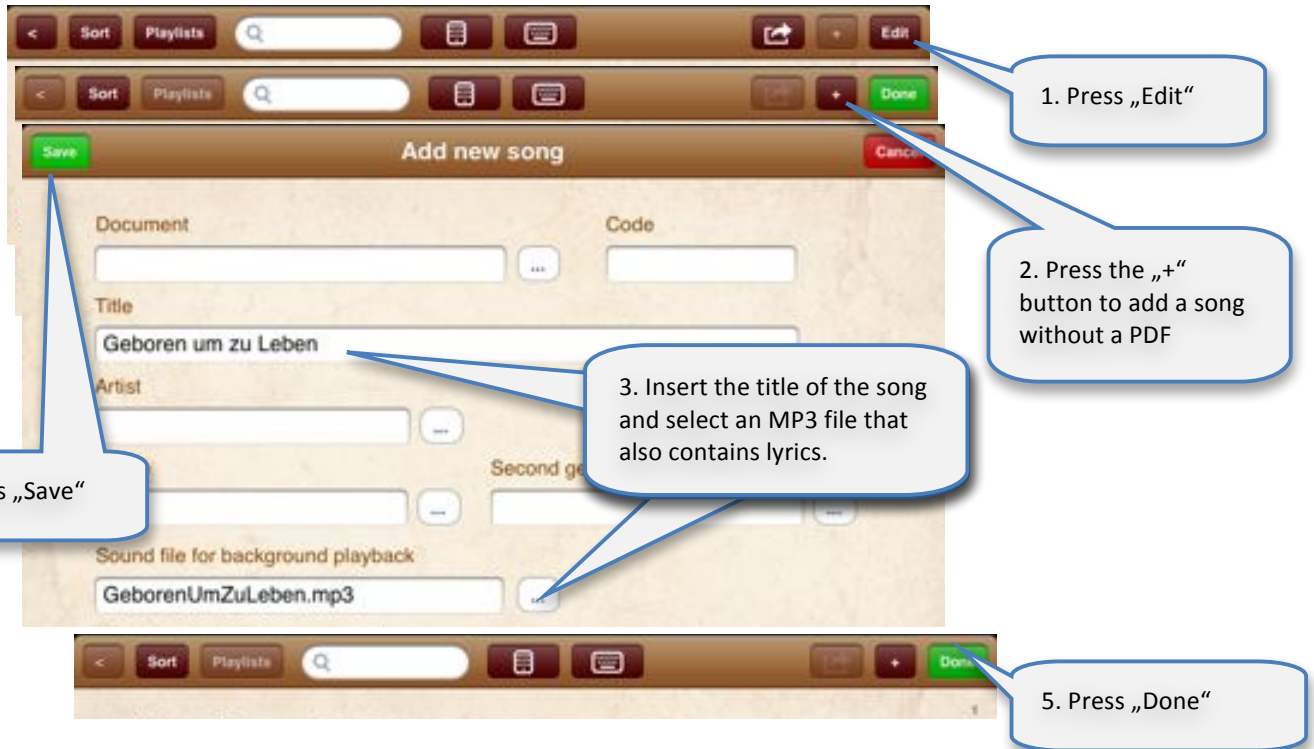 < Sort Playlists + Edit
1. Press „Edit“
< Sort Playlists + Done
Save Add new song
2. Press the „+“
button to add a song
without a PDF
Document Code
...
Title
Geboren um zu Leben
3. Insert the title of the song
and select an MP3 file that
also contains lyrics.
Artist
...
„Save“
Second
... ...
Sound file for background playback
GeborenUmZuLeben.mp3 ...
< Sort Playlists +
5. Press „Done“
1